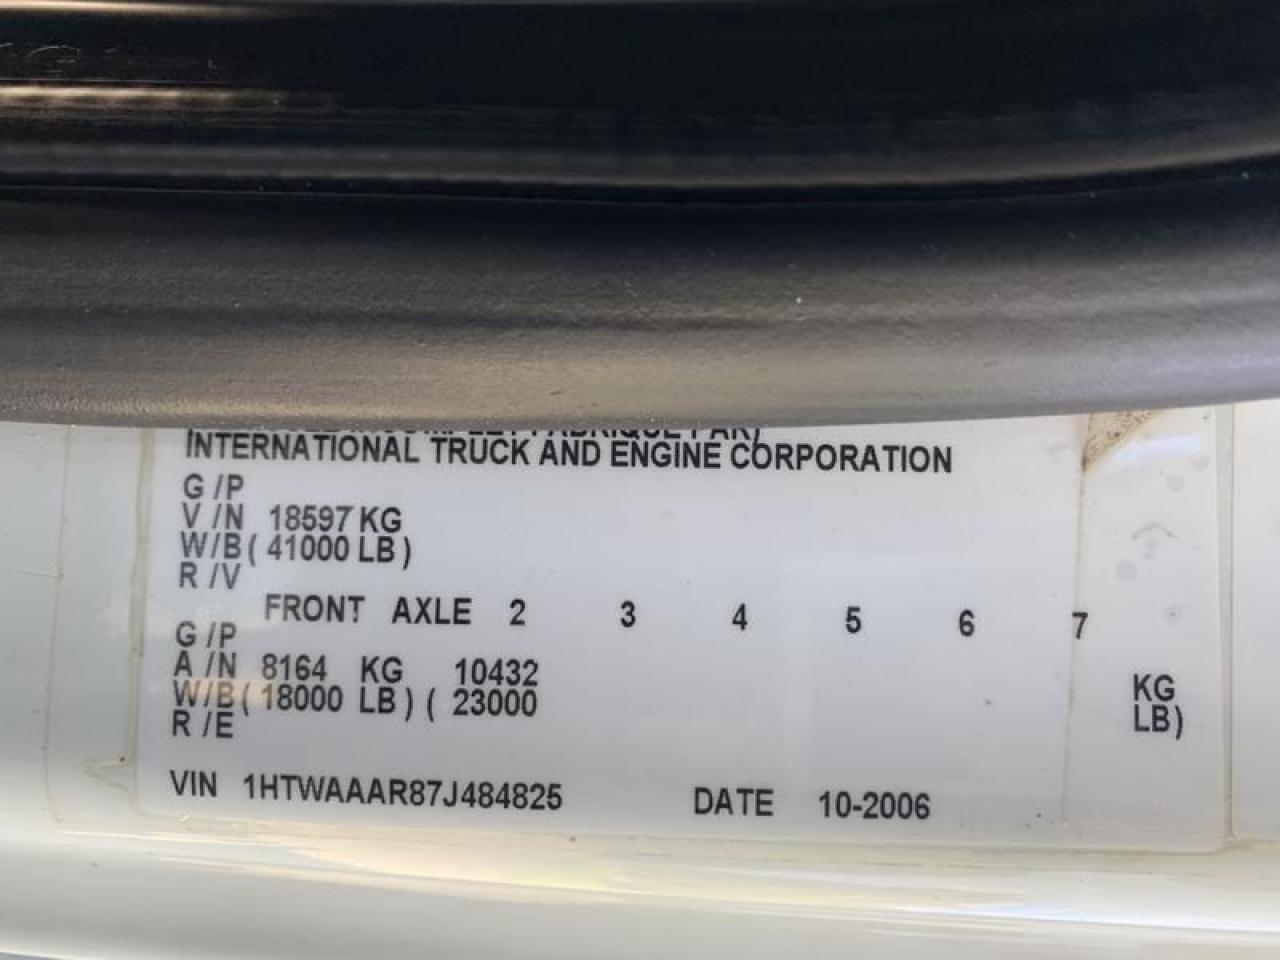 INTERNATIONAL TRUCK AND ENGINE CORPORATION
G/P
V/N 18597 KG
W/B ( 41000 LB )
R/V
FRONT AXLE 2 3 4 5 6 7
G/P
A/N 8164 KG 10432 KG
W/B ( 18000 LB ) ( 23000 LB)
R/E
VIN 1HTWAAAR87J484825 DATE 10-2006